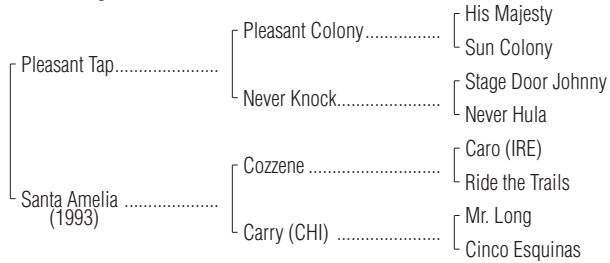 His Majesty
Pleasant Colony
Sun Colony
Pleasant Tap
Stage Door Johnny
Never Knock
Never Hula
Caro (IRE)
Cozzene
Ride the Trails
Santa Amelia
(1993)
Mr. Long
Carry (CHI)
Cinco Esquinas